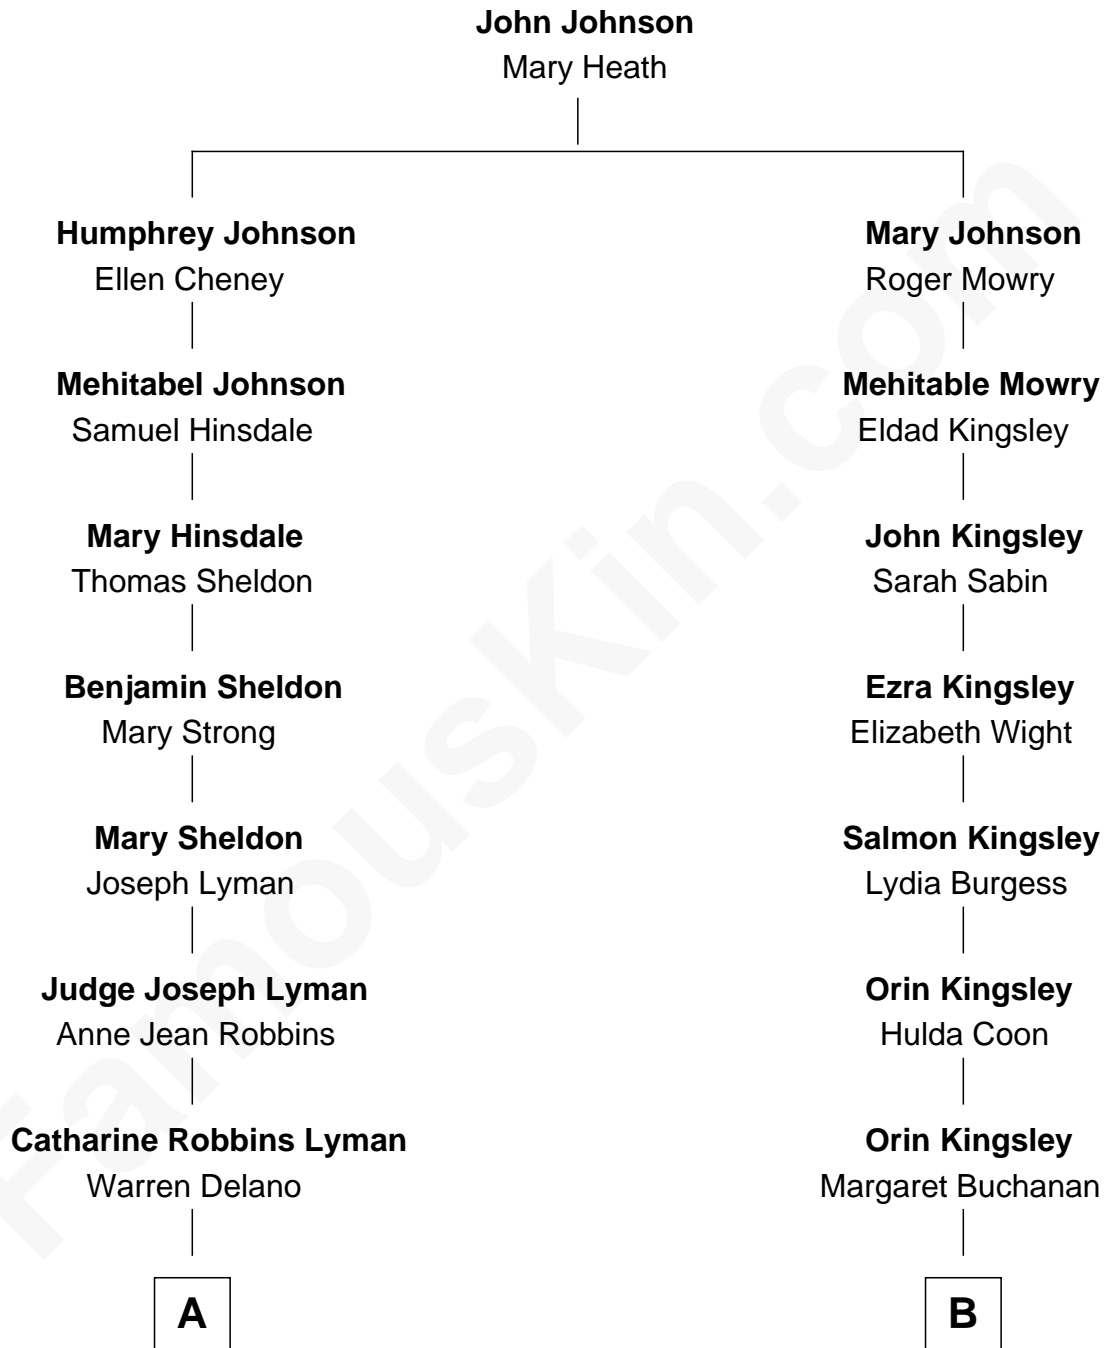 John Johnson
Mary Heath
Humphrey Johnson
Ellen Cheney
Mary Johnson
Roger Mowry
Mehitabel Johnson
Samuel Hinsdale
Mehitable Mowry
Eldad Kingsley
Mary Hinsdale
Thomas Sheldon
John Kingsley
Sarah Sabin
Benjamin Sheldon
Mary Strong
Ezra Kingsley
Elizabeth Wight
Mary Sheldon
Joseph Lyman
Salmon Kingsley
Lydia Burgess
Judge Joseph Lyman
Anne Jean Robbins
Orin Kingsley
Hulda Coon
Catharine Robbins Lyman
Warren Delano
Orin Kingsley
Margaret Buchanan
A
B
FamousKin.com